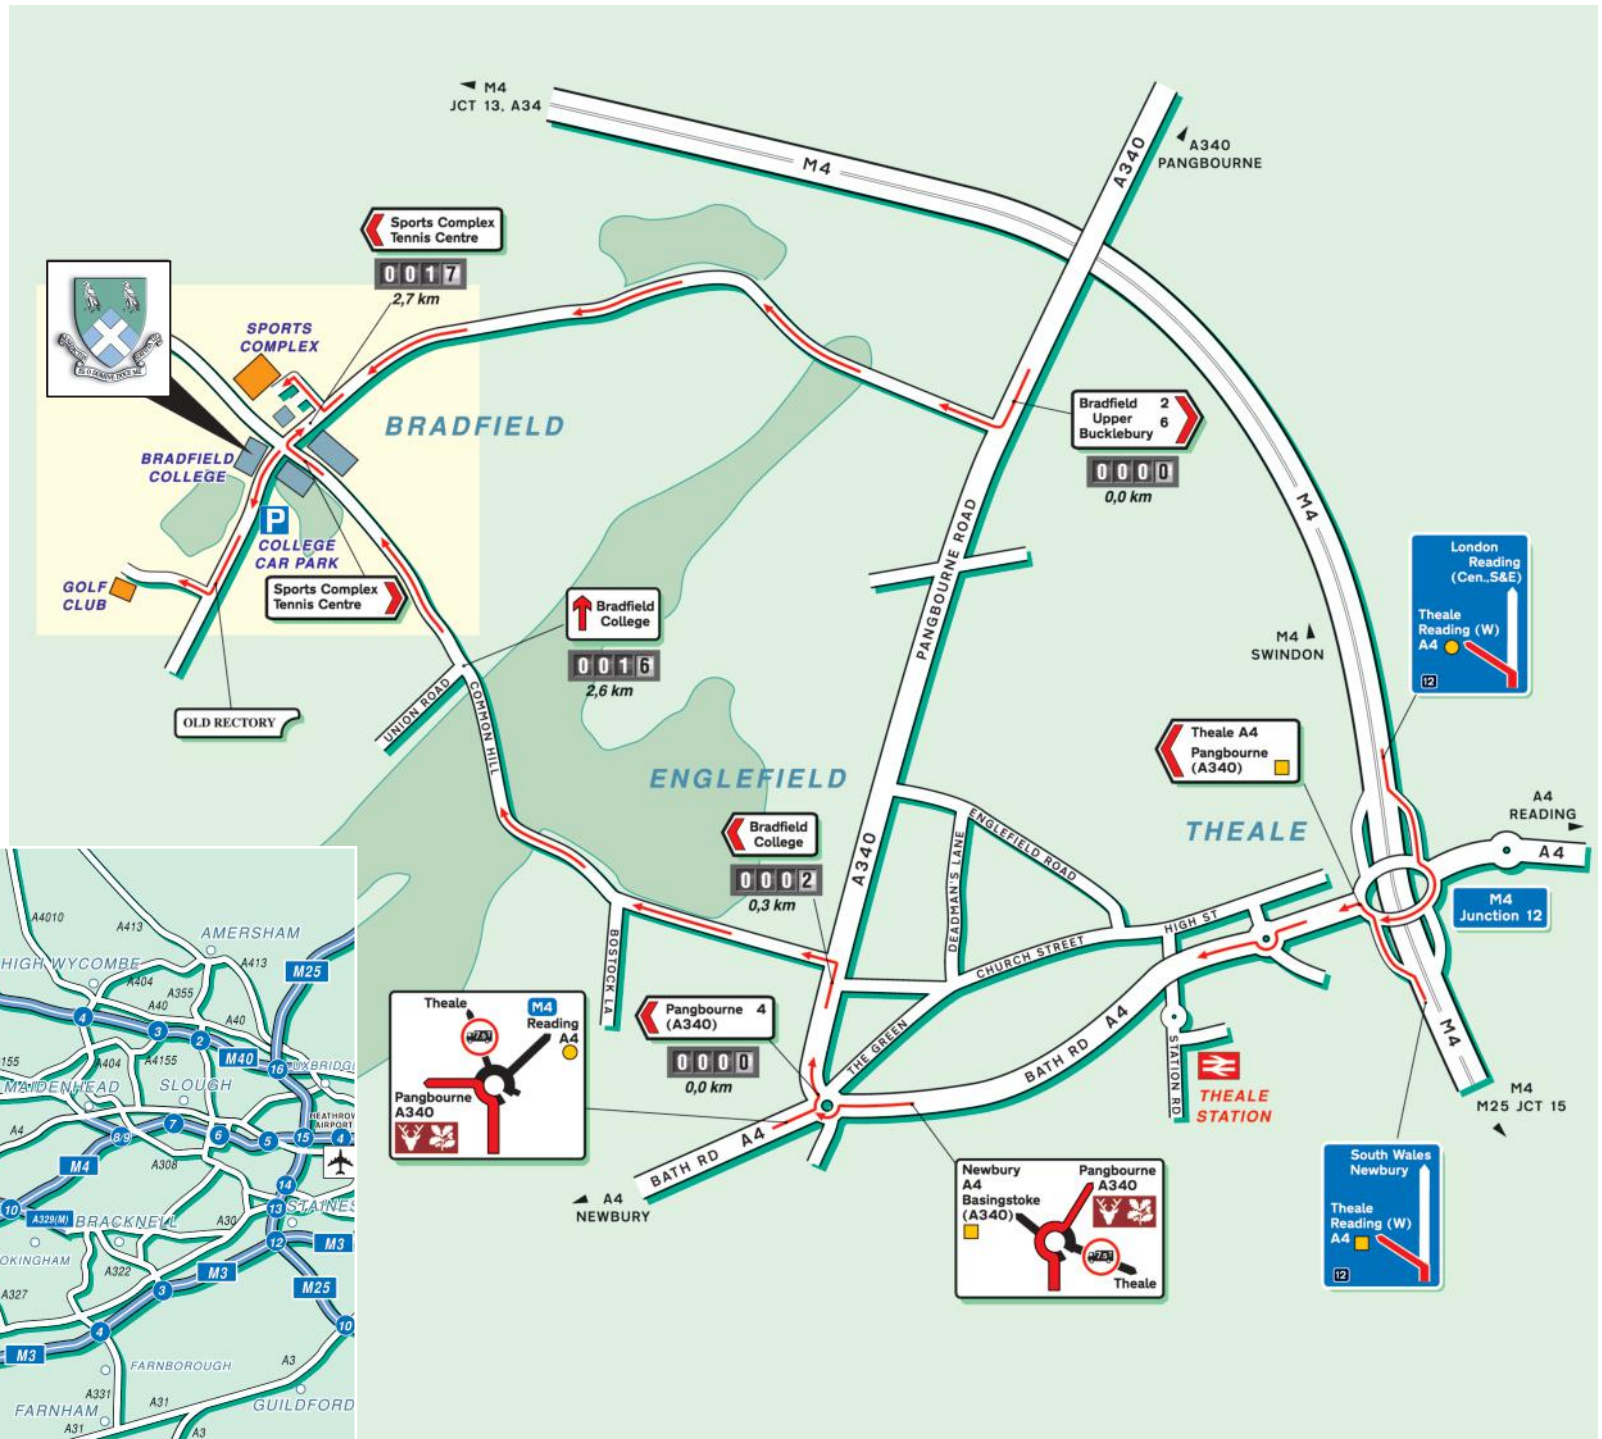 M4
JCT 13, A34
M4
A340
A340
PANGBOURNE
Sports Complex
Tennis Centre
0017
2,7 km
SPORTS
COMPLEX
BRADFIELD
BRADFIELD
COLLEGE
P
COLLEGE
CAR PARK
GOLF
CLUB
Sports Complex
Tennis Centre
OLD RECTORY
Bradfield 2
Upper
Bucklebury 6
0000
0,0 km
PANGBOURNE ROAD
M4
M4
SWINDON
London
Reading
(Cen.,S&E)
Theale
Reading (W)
A4
12
Bradfield
College
0016
2,6 km
UNION ROAD
COMMON HILL
ENGLEFIELD
Theale A4
Pangbourne
(A340)
THEALE
A4
READING
A4
M4
Junction 12
Bradfield
College
0002
0,3 km
A340
ENGLEFIELD ROAD
DEADMAN'S LANE
HIGH ST
CHURCH STREET
BOSTOCK LA
THE GREEN
BATH RD
A4
STATION RD
THEALE
STATION
Pangbourne 4
(A340)
0000
0,0 km
Theale
7.5T
M4
Reading
A4
Pangbourne
A340
BATH RD
A4
A4
NEWBURY
Newbury
A4
Basingstoke
(A340)
Pangbourne
A340
7.5T
Theale
M4
M4
M25 JCT 15
South Wales
Newbury
Theale
Reading (W)
A4
12
A4010
A413
AMERSHAM
HIGH WYCOMBE
A413
M25
A404
A355
A40
A40
4
3
2
M40
16
UXBRIDGE
155
A404
A4155
MAIDENHEAD
SLOUGH
HEATHROW
AIRPORT
A4
7
8/9
6
5
15
4
M4
A308
14
10
A329(M)
BRACKNELL
A30
13
STAINES
12
M3
OKINGHAM
A322
M3
M25
A327
3
4
10
M3
FARNBOROUGH
A3
A331
A31
GUILDFORD
FARNHAM
A31
A3